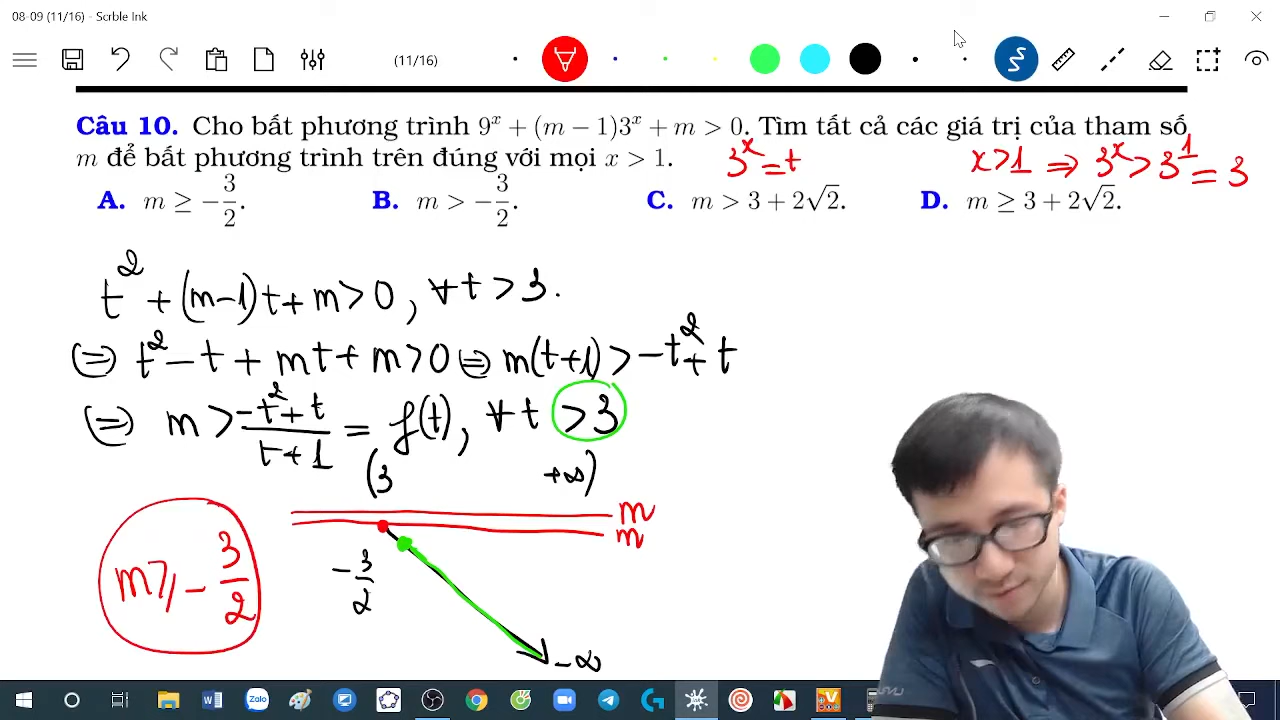 08-09 (11/16) - Scrble Ink
(11/16)
Câu 10. Cho bất phương trình 9^x + (m − 1)3^x + m > 0. Tìm tất cả các giá trị của tham số
m để bất phương trình trên đúng với mọi x > 1.
3^x = t
x > 1 ⇒ 3^x > 3^1 = 3
A. m ≥ −3/2. B. m > −3/2. C. m > 3 + 2√2. D. m ≥ 3 + 2√2.
t^2 + (m−1)t + m > 0, ∀t > 3.
⇔ t^2 − t + mt + m > 0 ⇔ m(t+1) > −t^2 + t
⇔ m > (−t^2 + t)/(t + 1) = f(t), ∀t > 3
(3 +∞)
m
m
m ≥ −3/2
−3/2
−∞
Zalo